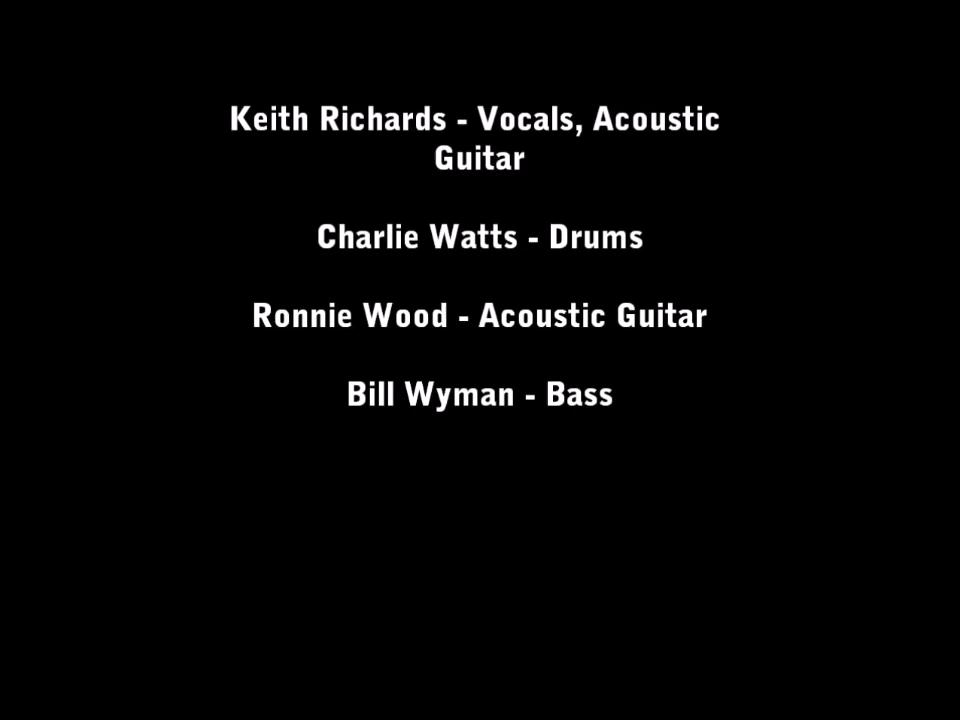 Keith Richards - Vocals, Acoustic
Guitar
Charlie Watts - Drums
Ronnie Wood - Acoustic Guitar
Bill Wyman - Bass